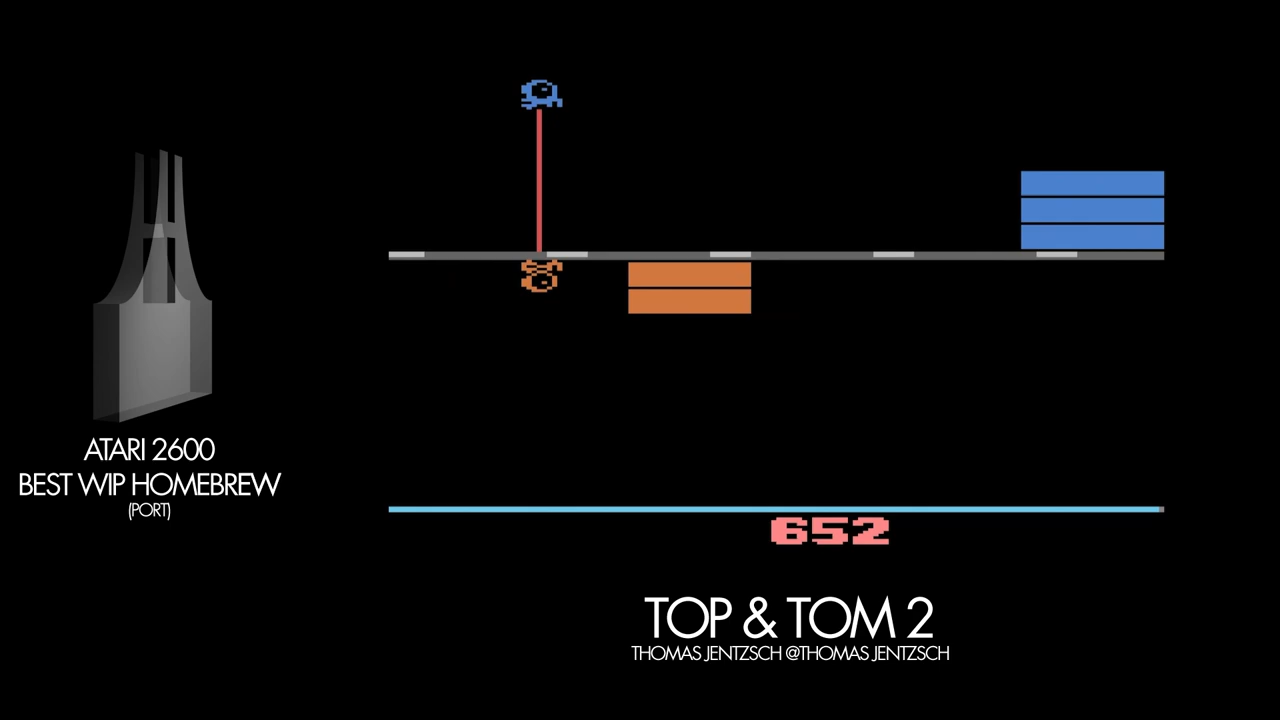 ATARI 2600
BEST WIP HOMEBREW
(PORT)
652
TOP & TOM 2
THOMAS JENTZSCH @THOMAS JENTZSCH